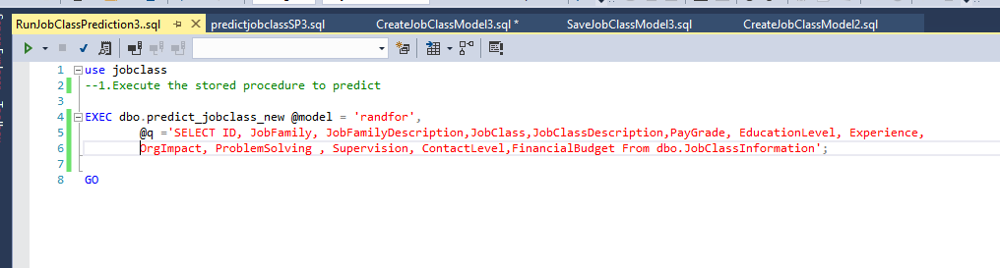 RunJobClassPrediction3..sql predictjobclassSP3.sql CreateJobClassModel3.sql * SaveJobClassModel3.sql CreateJobClassModel2.sql
1 use jobclass
2 --1.Execute the stored procedure to predict
3
4 EXEC dbo.predict_jobclass_new @model = 'randfor',
5 @q ='SELECT ID, JobFamily, JobFamilyDescription,JobClass,JobClassDescription,PayGrade, EducationLevel, Experience,
6 OrgImpact, ProblemSolving , Supervision, ContactLevel,FinancialBudget From dbo.JobClassInformation';
7
8 GO